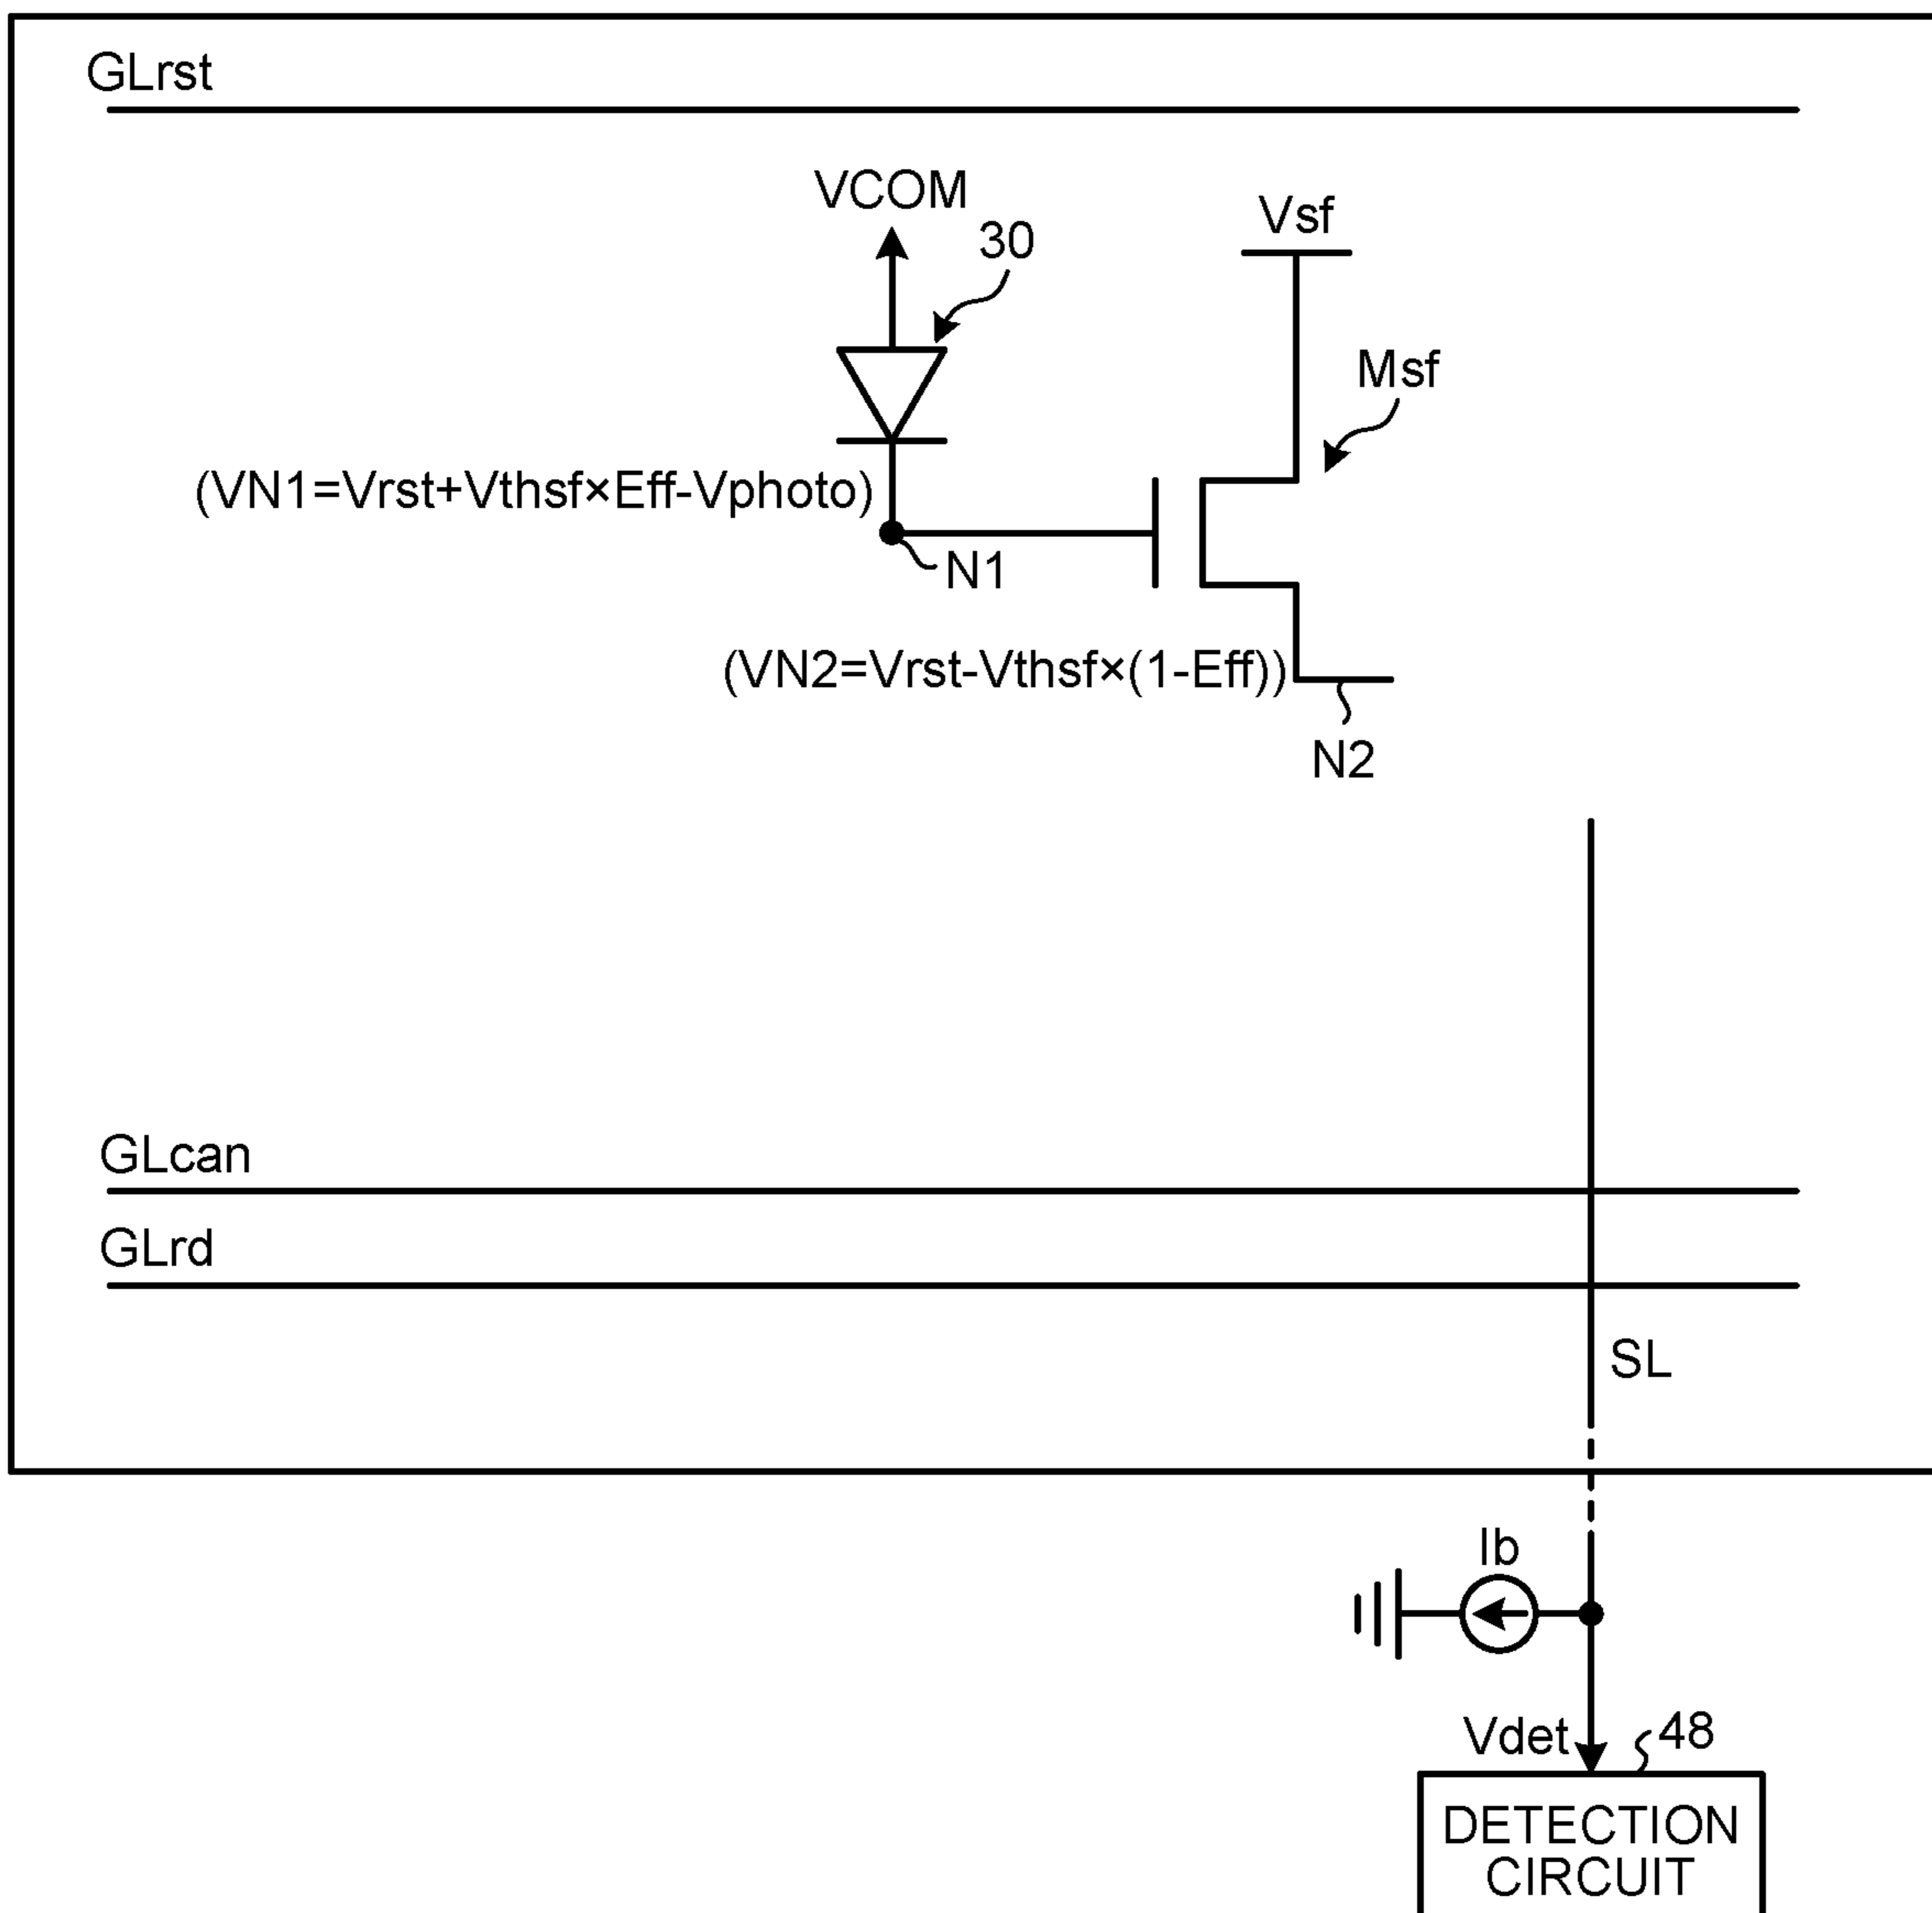 GLrst
VCOM
30
Vsf
Msf
(VN1=Vrst+Vthsf×Eff-Vphoto)
N1
(VN2=Vrst-Vthsf×(1-Eff))
N2
GLcan
GLrd
SL
Ib
Vdet
48
DETECTION
CIRCUIT